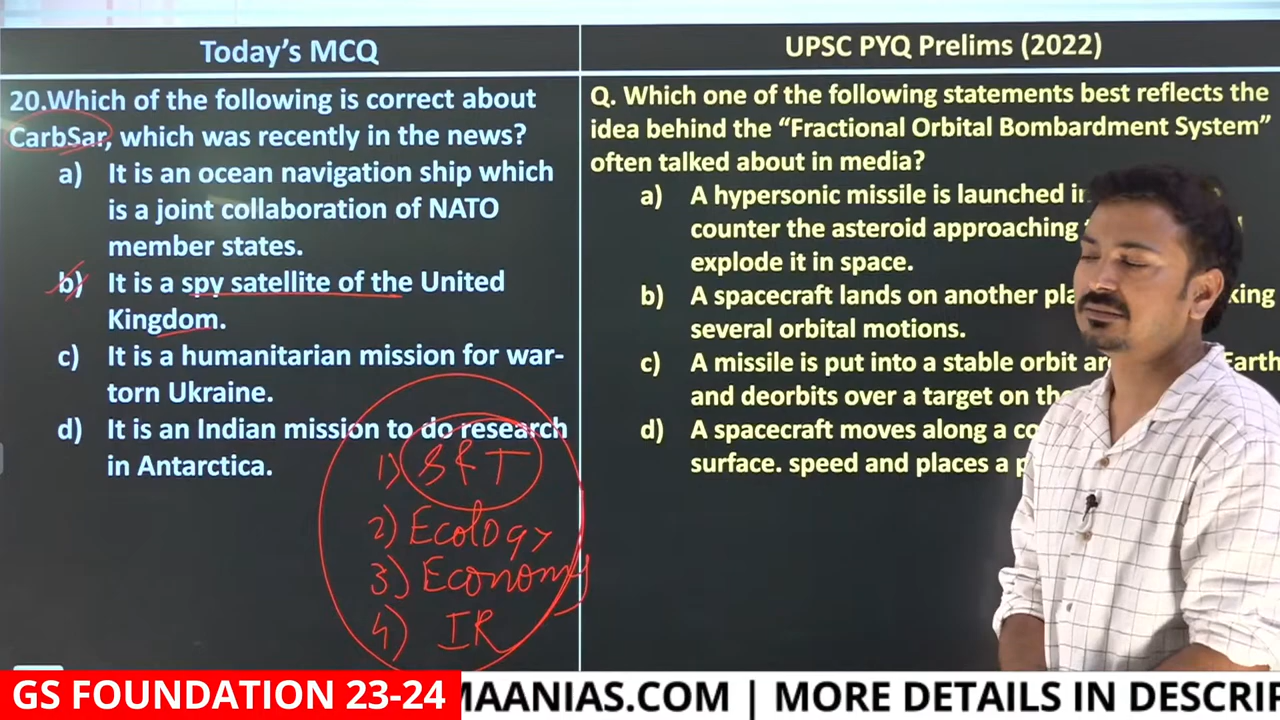 Today's MCQ
20.Which of the following is correct about
CarbSar, which was recently in the news?
a) It is an ocean navigation ship which
is a joint collaboration of NATO
member states.
b) It is a spy satellite of the United
Kingdom.
c) It is a humanitarian mission for war-
torn Ukraine.
d) It is an Indian mission to do research
in Antarctica.
1) S&T
2) Ecology
3) Economy
4) IR
UPSC PYQ Prelims (2022)
Q. Which one of the following statements best reflects the
idea behind the “Fractional Orbital Bombardment System”
often talked about in media?
a) A hypersonic missile is launched
counter the asteroid approaching
explode it in space.
b) A spacecraft lands on another
several orbital motions.
c) A missile is put into a stable orbit Earth
and deorbits over a target on
d) A spacecraft moves along a
surface. speed and places a
GS FOUNDATION 23-24 MAANIAS.COM | MORE DETAILS IN